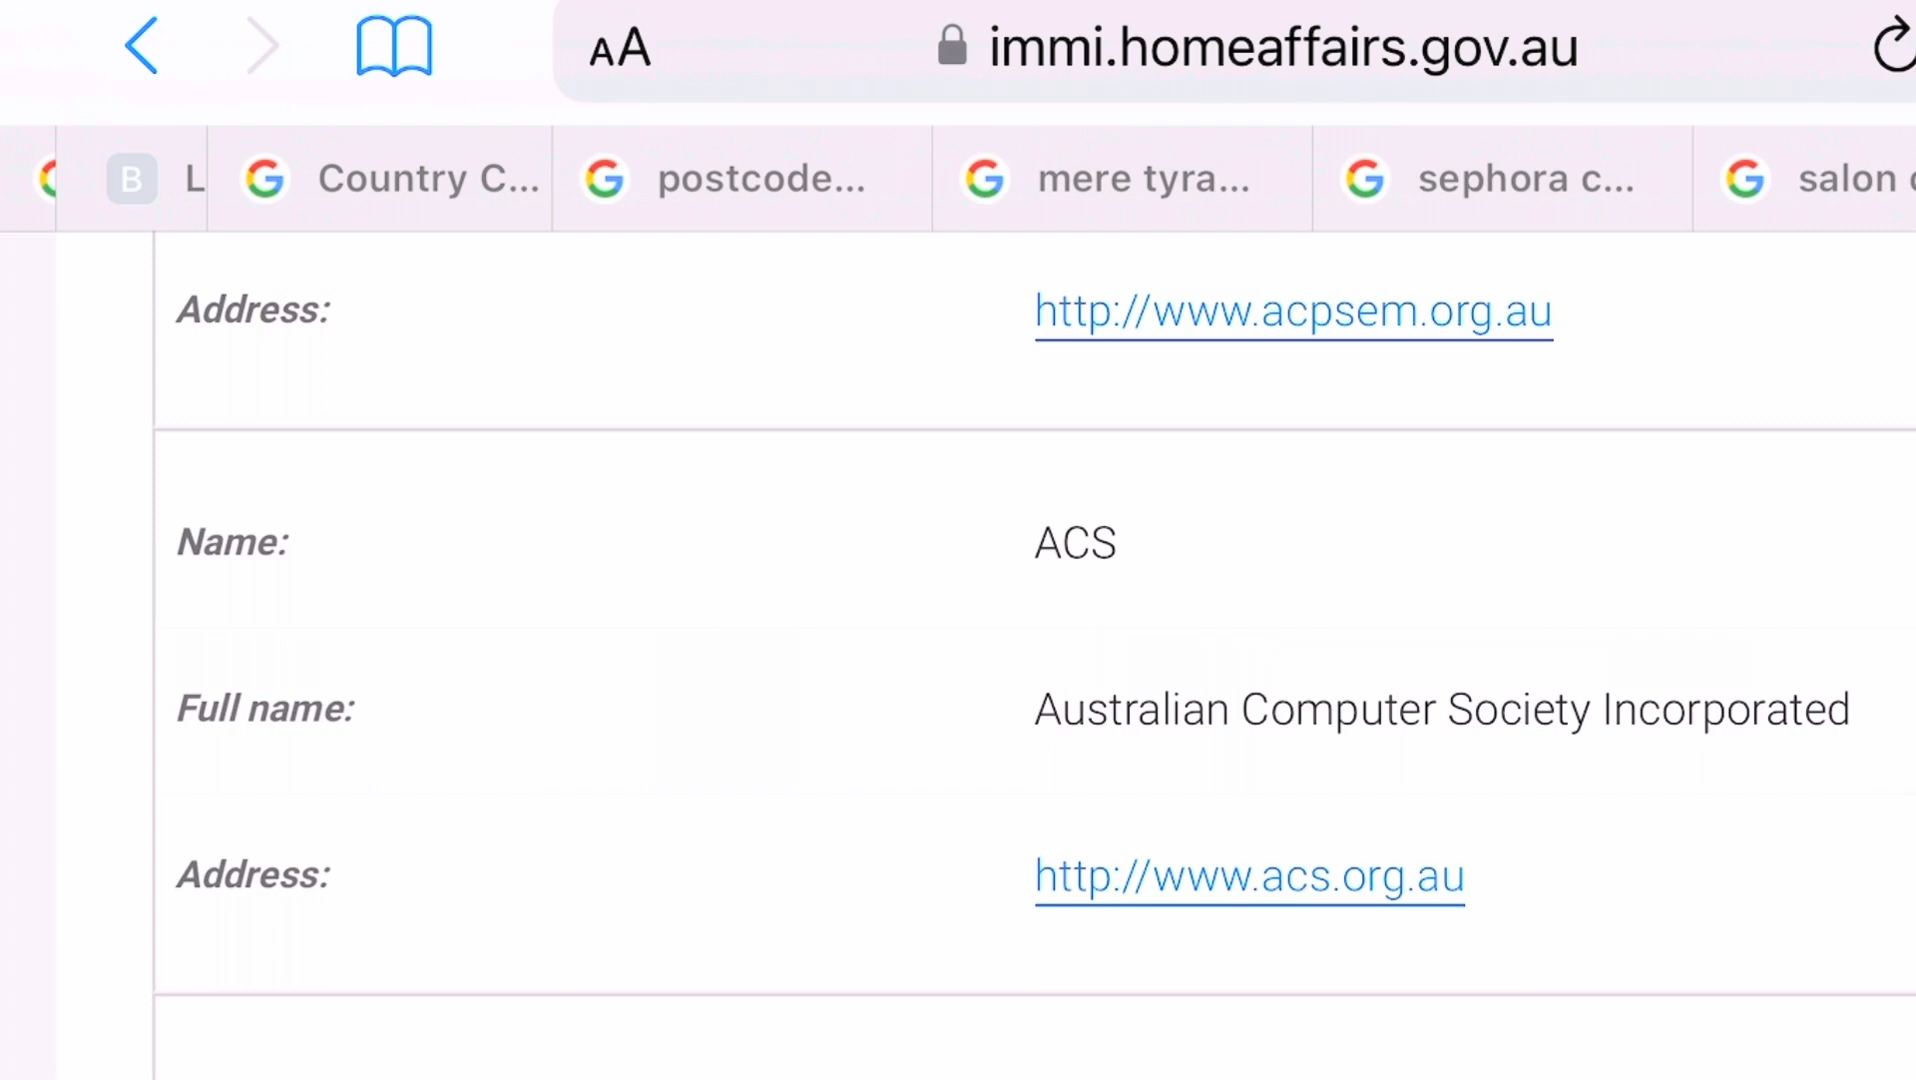 AA immi.homeaffairs.gov.au
B L Country C... postcode... mere tyra... sephora c... salon
Address: http://www.acpsem.org.au
Name: ACS
Full name: Australian Computer Society Incorporated
Address: http://www.acs.org.au